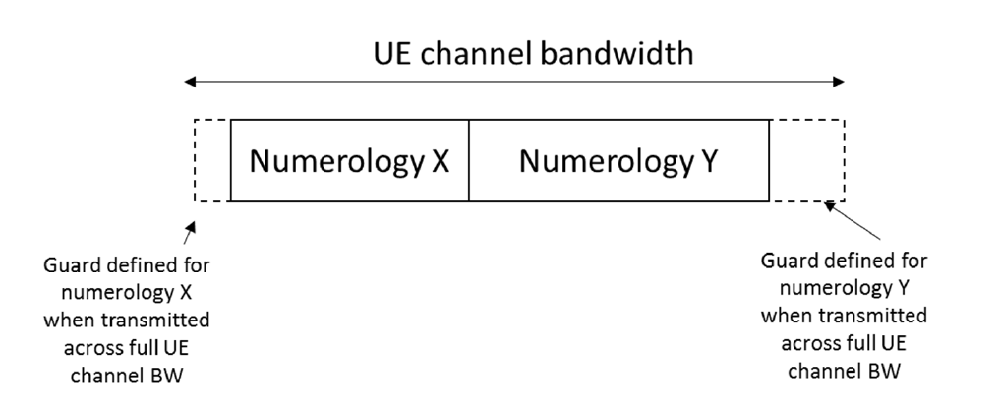 UE channel bandwidth
Numerology X
Numerology Y
Guard defined for
numerology X
when transmitted
across full UE
channel BW
Guard defined for
numerology Y
when transmitted
across full UE
channel BW